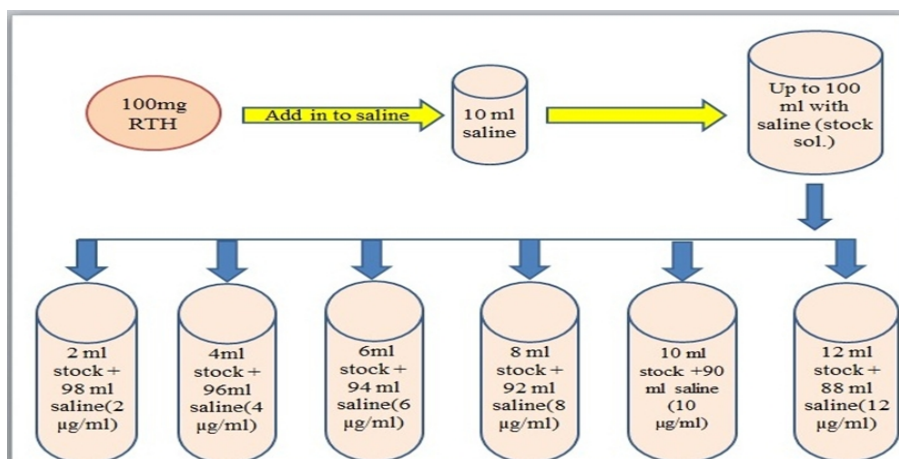 100mg
RTH
Add in to saline
10 ml
saline
Up to 100
ml with
saline (stock
sol.)
2 ml
stock +
98 ml
saline(2
µg/ml)
4ml
stock +
96ml
saline(4
µg/ml)
6ml
stock +
94 ml
saline(6
µg/ml)
8 ml
stock +
92 ml
saline(8
µg/ml)
10 ml
stock +90
ml saline
(10
µg/ml)
12 ml
stock +
88 ml
saline(12
µg/ml)